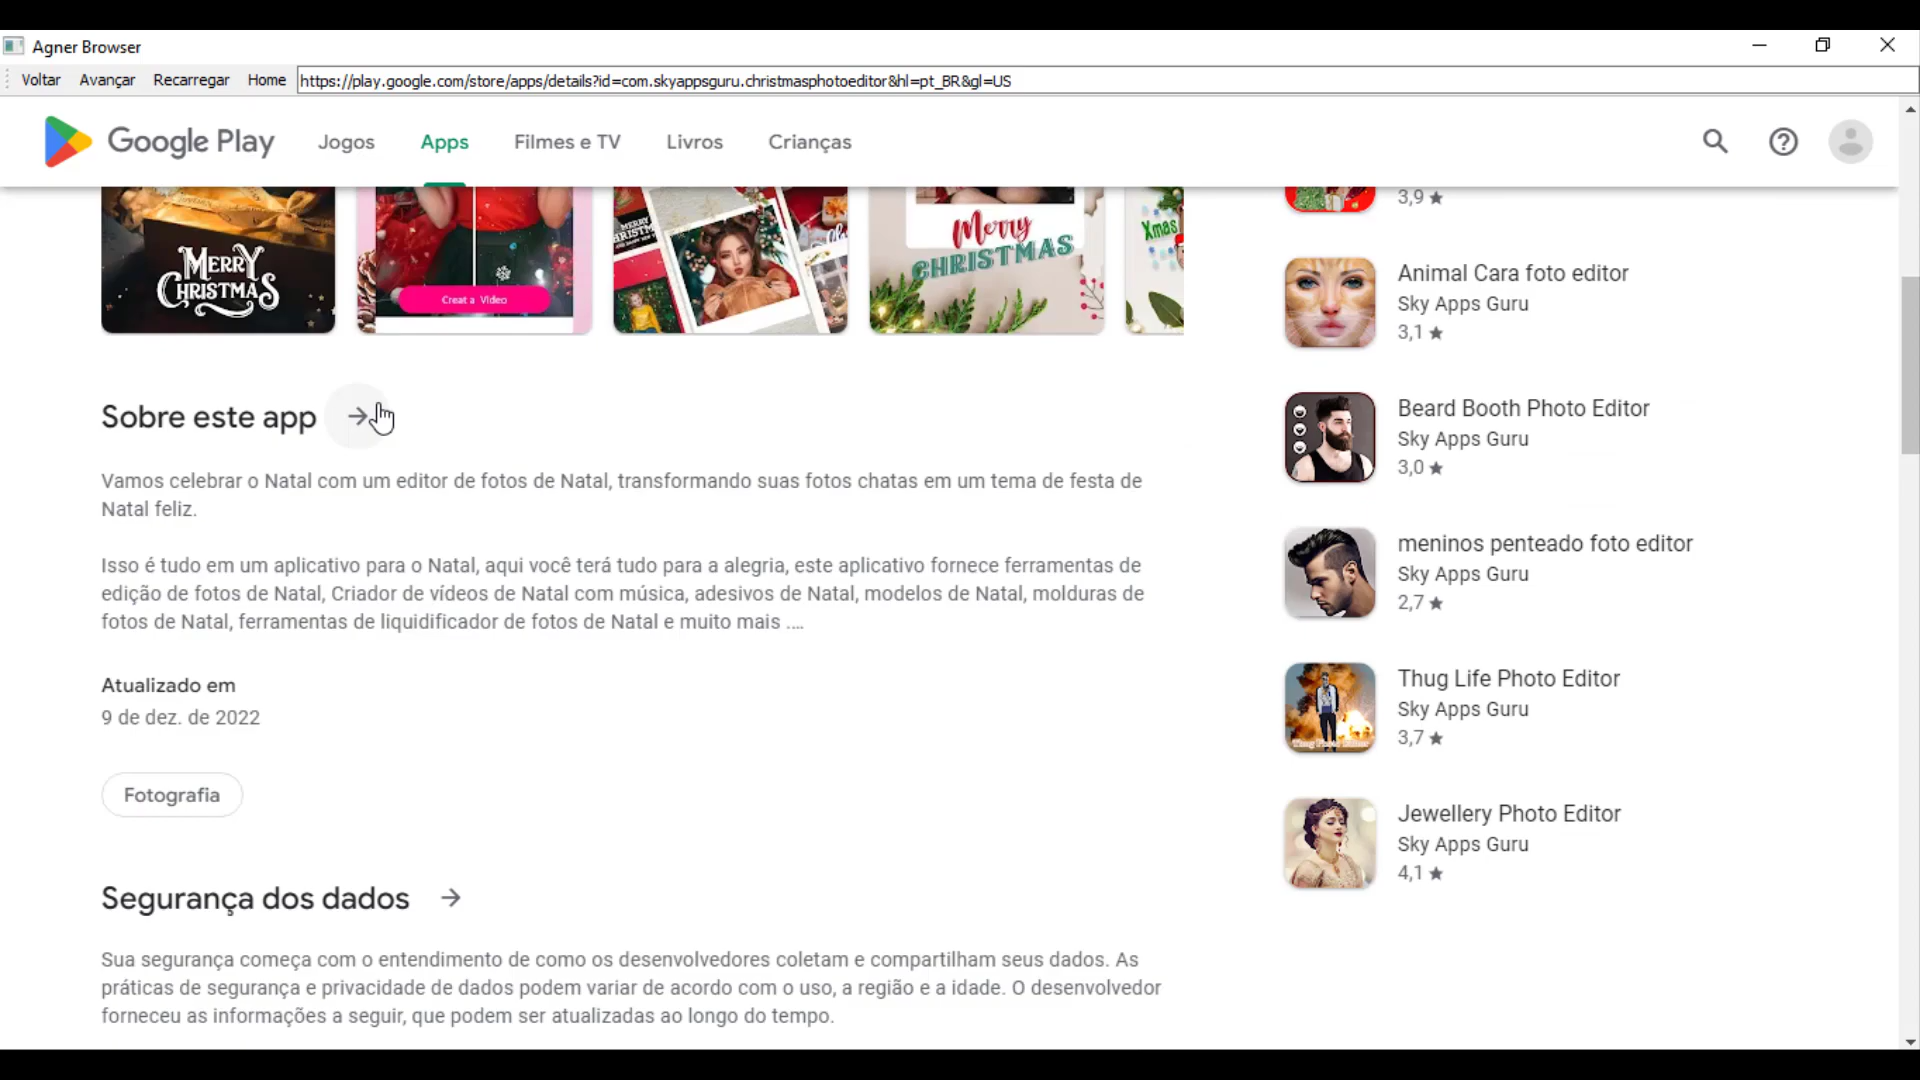 Agner Browser
Voltar Avançar Recarregar Home https://play.google.com/store/apps/details?id=com.skyappsguru.christmasphotoeditor&hl=pt_BR&gl=US
Google Play Jogos Apps Filmes e TV Livros Crianças
MERRY
CHRISTMAS
Creat a Video
Merry
CHRISTMAS
Xmas
Sobre este app
Vamos celebrar o Natal com um editor de fotos de Natal, transformando suas fotos chatas em um tema de festa de
Natal feliz.
Isso é tudo em um aplicativo para o Natal, aqui você terá tudo para a alegria, este aplicativo fornece ferramentas de
edição de fotos de Natal, Criador de vídeos de Natal com música, adesivos de Natal, modelos de Natal, molduras de
fotos de Natal, ferramentas de liquidificador de fotos de Natal e muito mais ....
Atualizado em
9 de dez. de 2022
Fotografia
Segurança dos dados
Sua segurança começa com o entendimento de como os desenvolvedores coletam e compartilham seus dados. As
práticas de segurança e privacidade de dados podem variar de acordo com o uso, a região e a idade. O desenvolvedor
forneceu as informações a seguir, que podem ser atualizadas ao longo do tempo.
3,9 ★
Animal Cara foto editor
Sky Apps Guru
3,1 ★
Beard Booth Photo Editor
Sky Apps Guru
3,0 ★
meninos penteado foto editor
Sky Apps Guru
2,7 ★
Thug Life Photo Editor
Sky Apps Guru
3,7 ★
Jewellery Photo Editor
Sky Apps Guru
4,1 ★